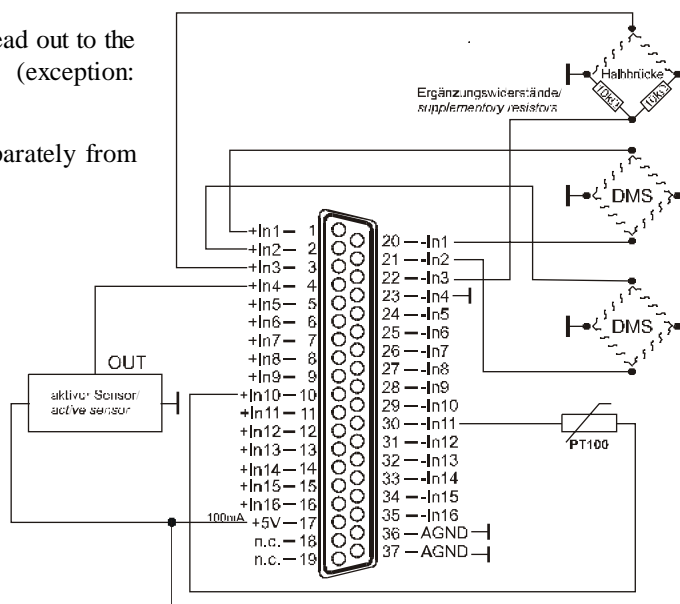 ead out to the
(exception:
parately from
Halbbrücke
10kΩ
10kΩ
Ergänzungswiderstände/
supplementory resistors
DMS
DMS
+In1 1
+In2 2
+In3 3
+In4 4
+In5 5
+In6 6
+In7 7
+In8 8
+In9 9
+In10 10
+In11 11
+In12 12
+In13 13
+In14 14
+In15 15
+In16 16
100mA +5V 17
n.c. 18
n.c. 19
20 -In1
21 -In2
22 -In3
23 -In4
24 -In5
25 -In6
26 -In7
27 -In8
28 -In9
29 -In10
30 -In11
31 -In12
32 -In13
33 -In14
34 -In15
35 -In16
36 AGND
37 AGND
OUT
aktiver Sensor/
active sensor
PT100